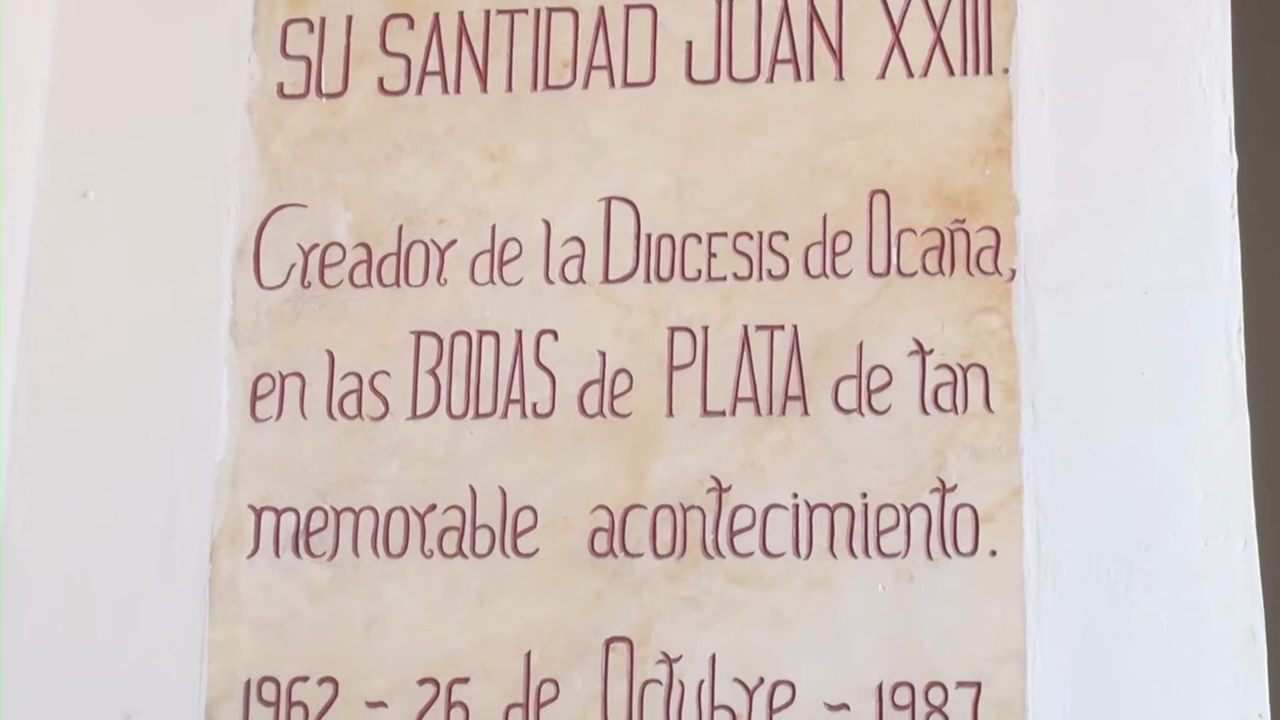 SU SANTIDAD JUAN XXIII.
Creador de la DIOCESIS de Ocaña,
en las BODAS de PLATA de tan
memorable acontecimiento.
1962 - 26 de Octubre - 1987